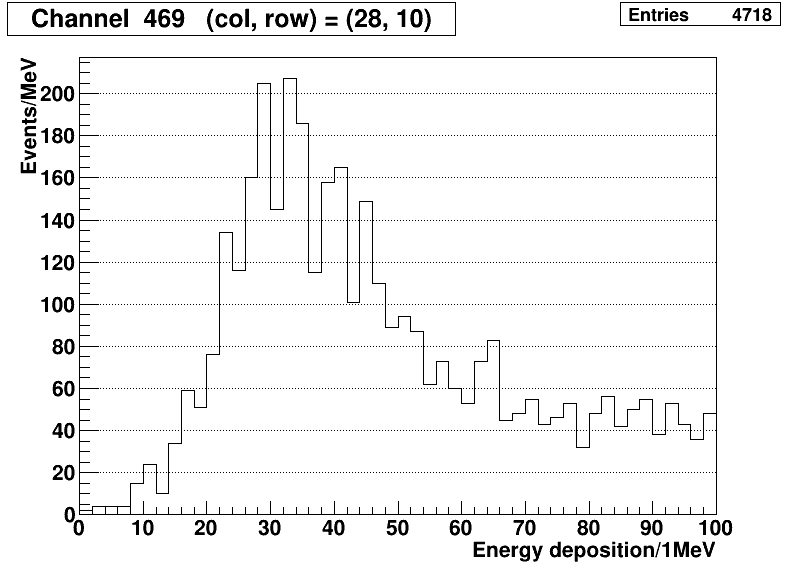 Channel 469 (col, row) = (28, 10)
Entries 4718
Events/MeV
200
180
160
140
120
100
80
60
40
20
0
0 10 20 30 40 50 60 70 80 90 100
Energy deposition/1MeV